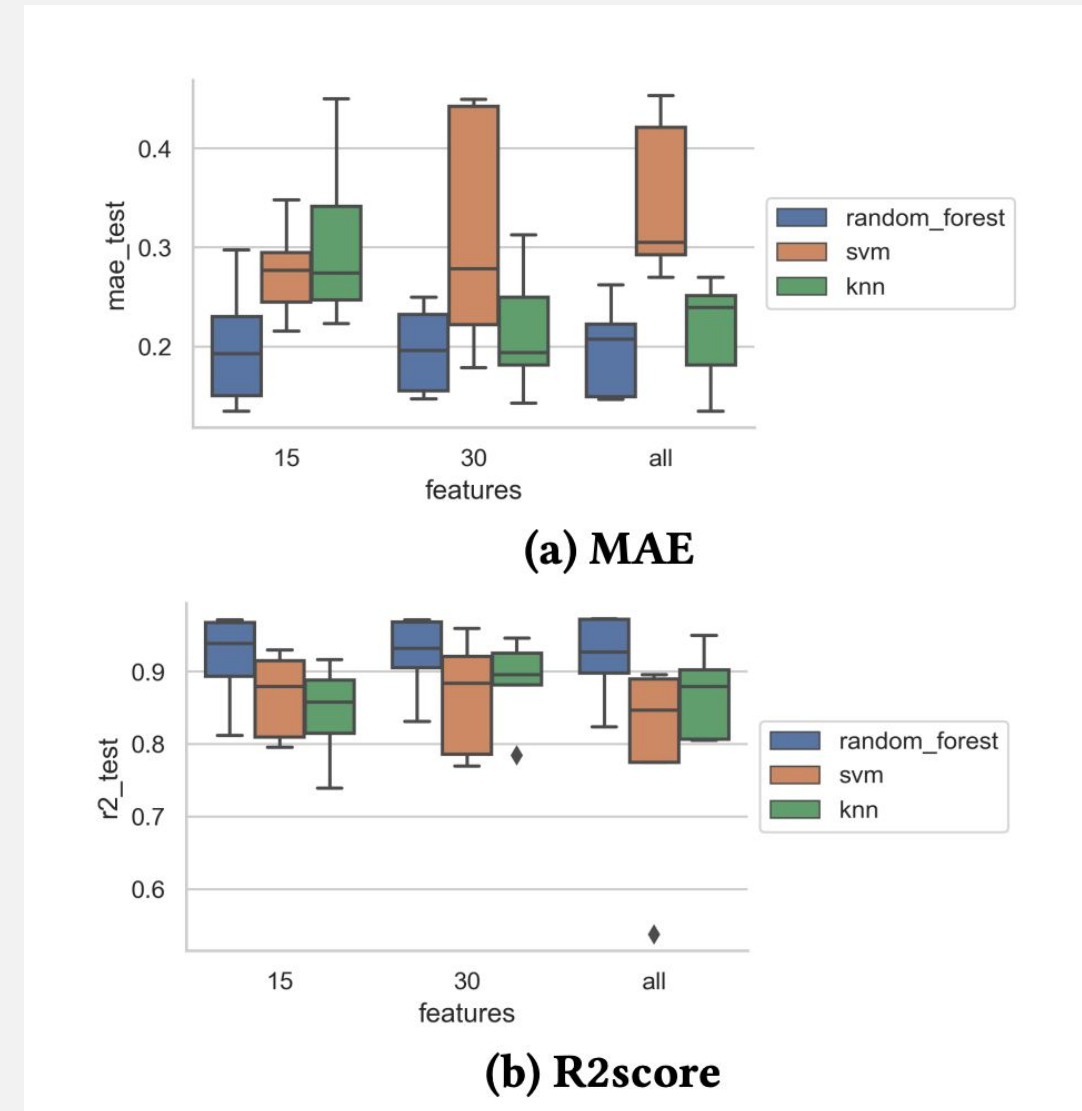 0.4
0.3
0.2
mae_test
15 30 all
features
random_forest
svm
knn
(a) MAE
0.9
0.8
0.7
0.6
r2_test
15 30 all
features
random_forest
svm
knn
(b) R2score